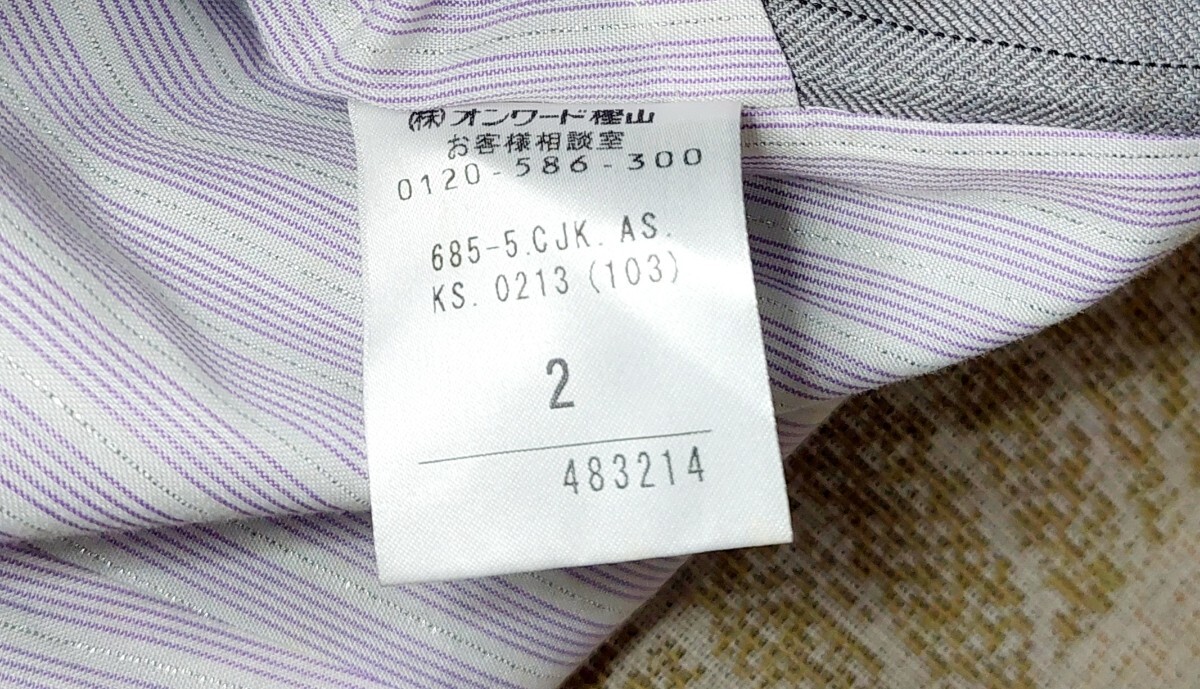 ㈱オンワード樫山
お客様相談室
0120-586-300
685-5.CJK. AS.
KS. 0213 (103)
2
483214